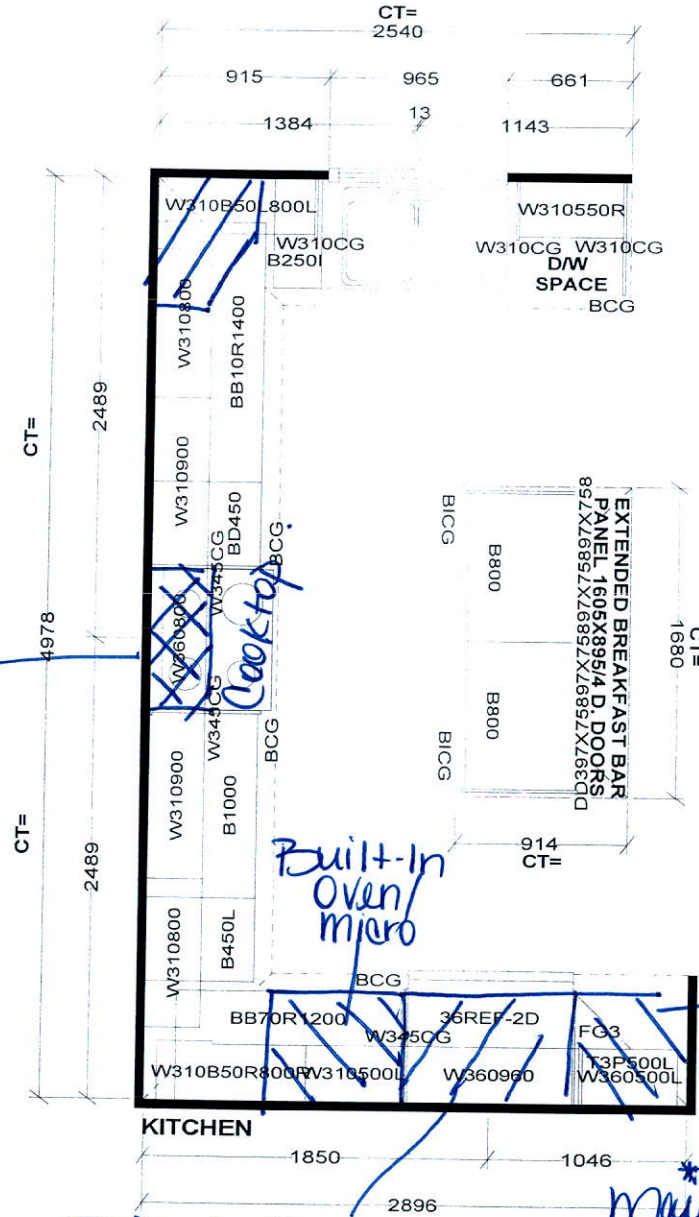 CT=
2540
915 965 661
1384 13 1143
W310B50L800L W310550R
W310CG W310CG W310CG
D/W
SPACE
BCG
W310800
BB10R1400
2489
CT=
W310900
BD450
BCG
W345CG
W360800
Cooktop
4978
BICG
B800
EXTENDED BREAKFAST BAR
PANEL 1605X895/4 D. DOORS
1680
CT=
B800
BICG
W345CG
BCG
914
CT=
W310900
B1000
CT=
2489
Built-In
Oven/
micro
W310800
B450L
BCG
BB70R1200 36REF-2D
W345CG FG3
T3P500L
W310B50R800R W310500L W360960 W360500L
KITCHEN
1850 1046
2896
*